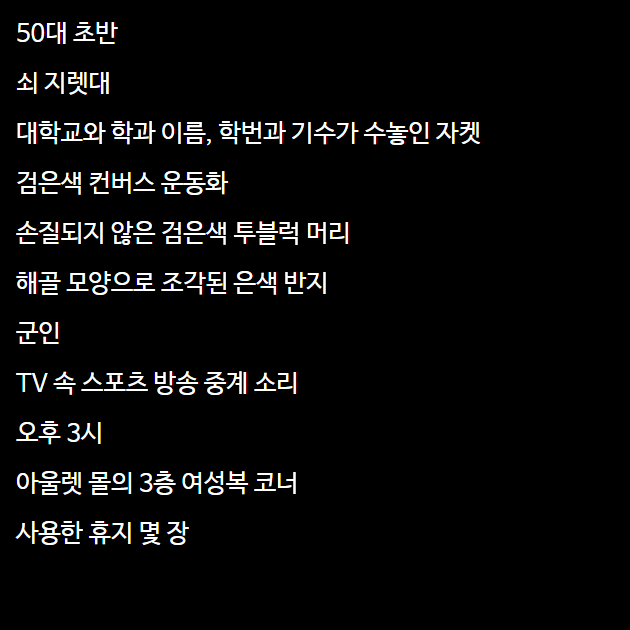 50대 초반
쇠 지렛대
대학교와 학과 이름, 학번과 기수가 수놓인 자켓
검은색 컨버스 운동화
손질되지 않은 검은색 투블럭 머리
해골 모양으로 조각된 은색 반지
군인
TV 속 스포츠 방송 중계 소리
오후 3시
아울렛 몰의 3층 여성복 코너
사용한 휴지 몇 장